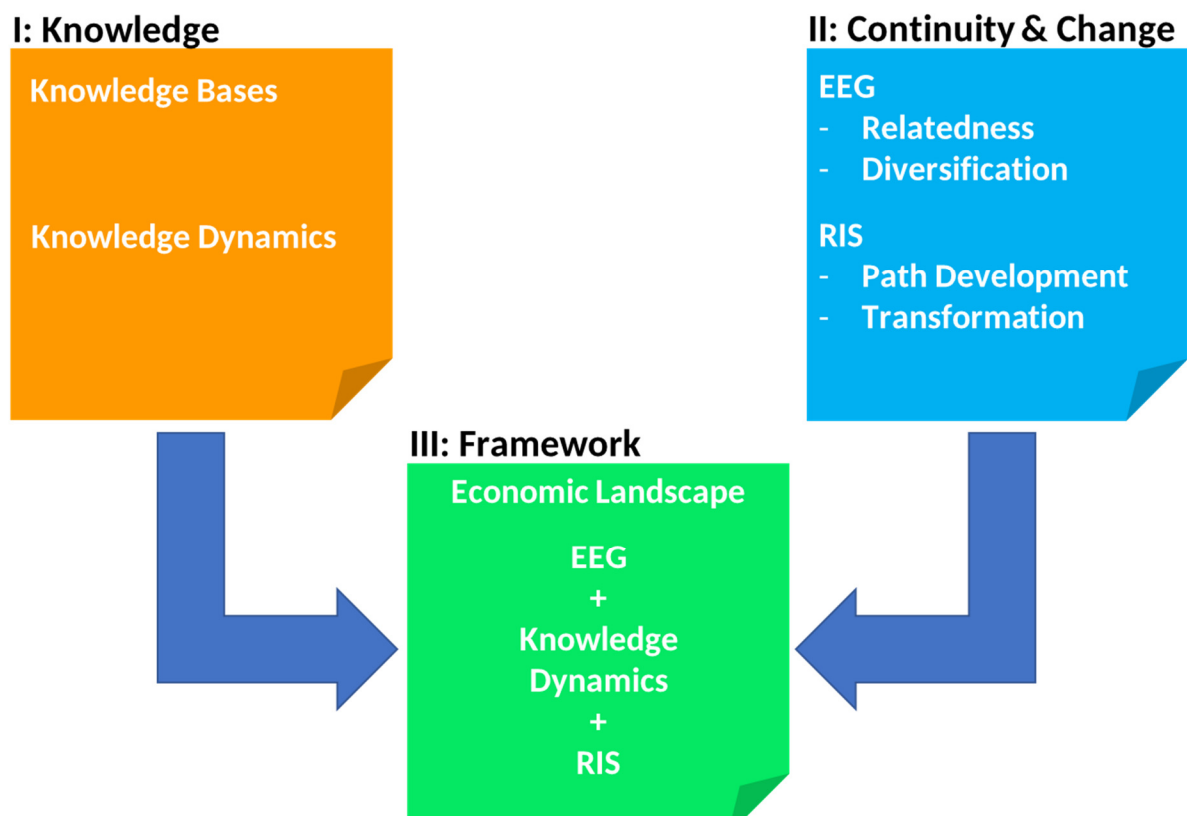 I: Knowledge
Knowledge Bases
Knowledge Dynamics
II: Continuity & Change
EEG
- Relatedness
- Diversification
RIS
- Path Development
- Transformation
III: Framework
Economic Landscape
EEG
+
Knowledge
Dynamics
+
RIS